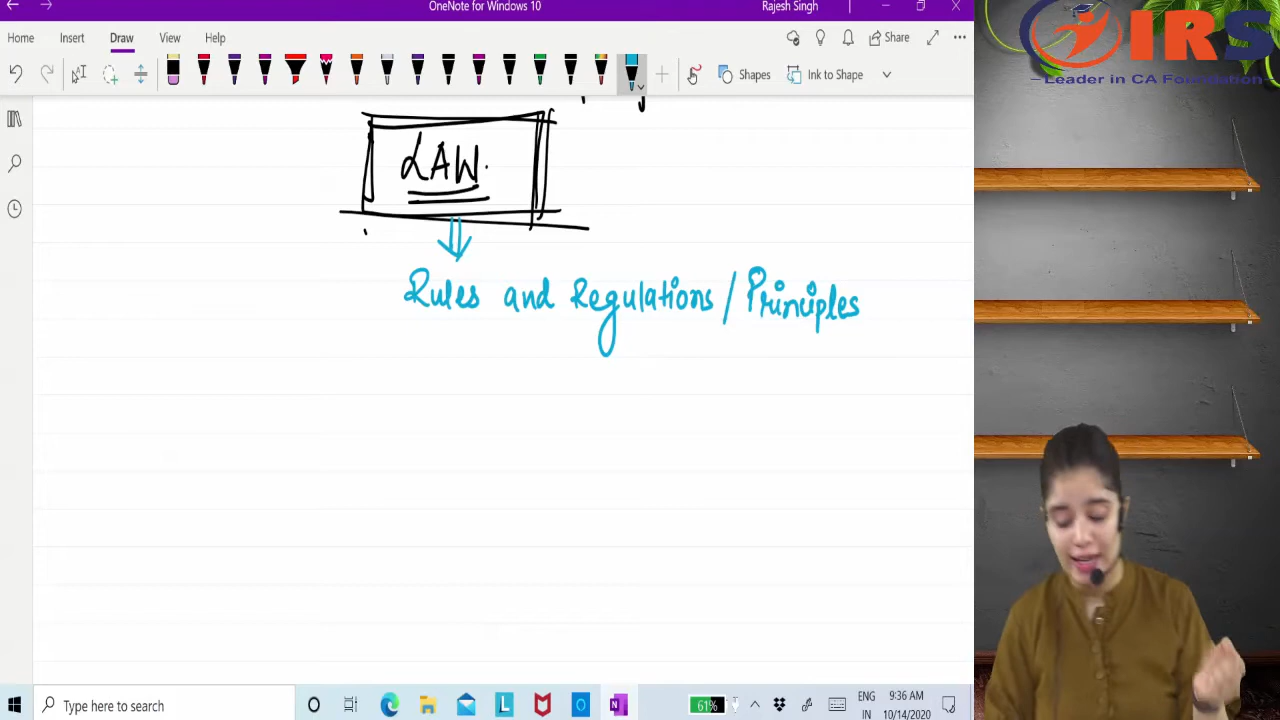 OneNote for Windows 10
Rajesh Singh
Home Insert Draw View Help
Share
Shapes
Ink to Shape
IRS
Leader in CA Foundation
LAW.
Rules and Regulations / Principles
Type here to search
61%
ENG
IN
9:36 AM
10/14/2020